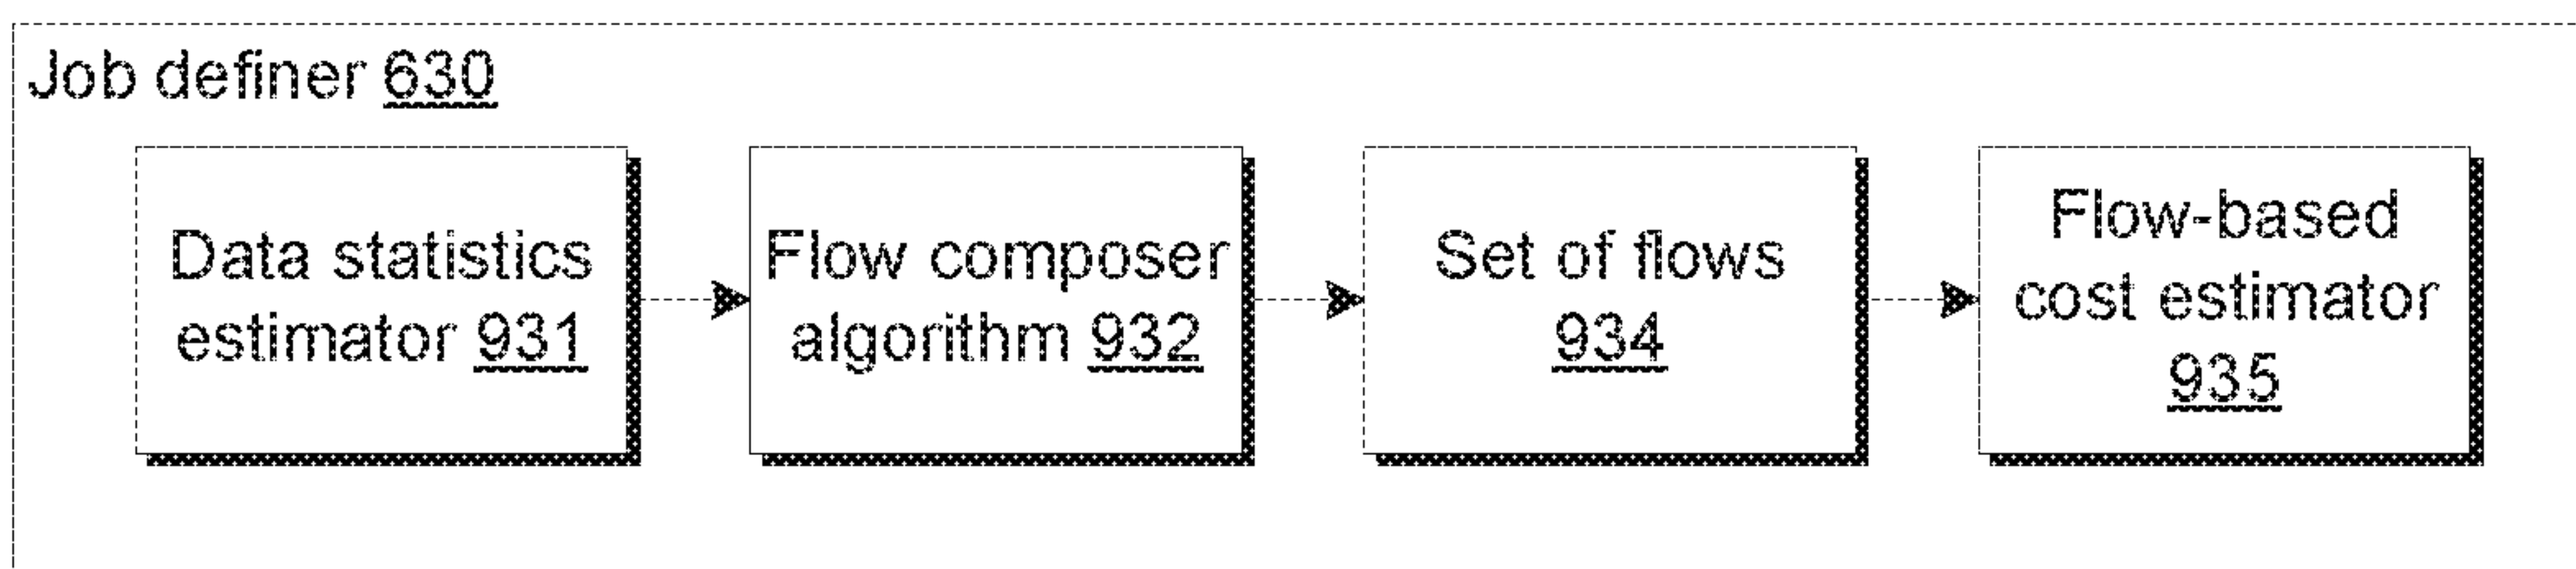 Job definer 630
Data statistics
estimator 931
Flow composer
algorithm 932
Set of flows
934
Flow-based
cost estimator
935